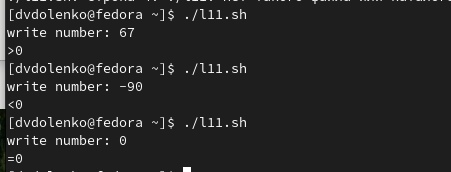 [dvdolenko@fedora ~]$ ./l11.sh
write number: 67
>0
[dvdolenko@fedora ~]$ ./l11.sh
write number: -90
<0
[dvdolenko@fedora ~]$ ./l11.sh
write number: 0
=0